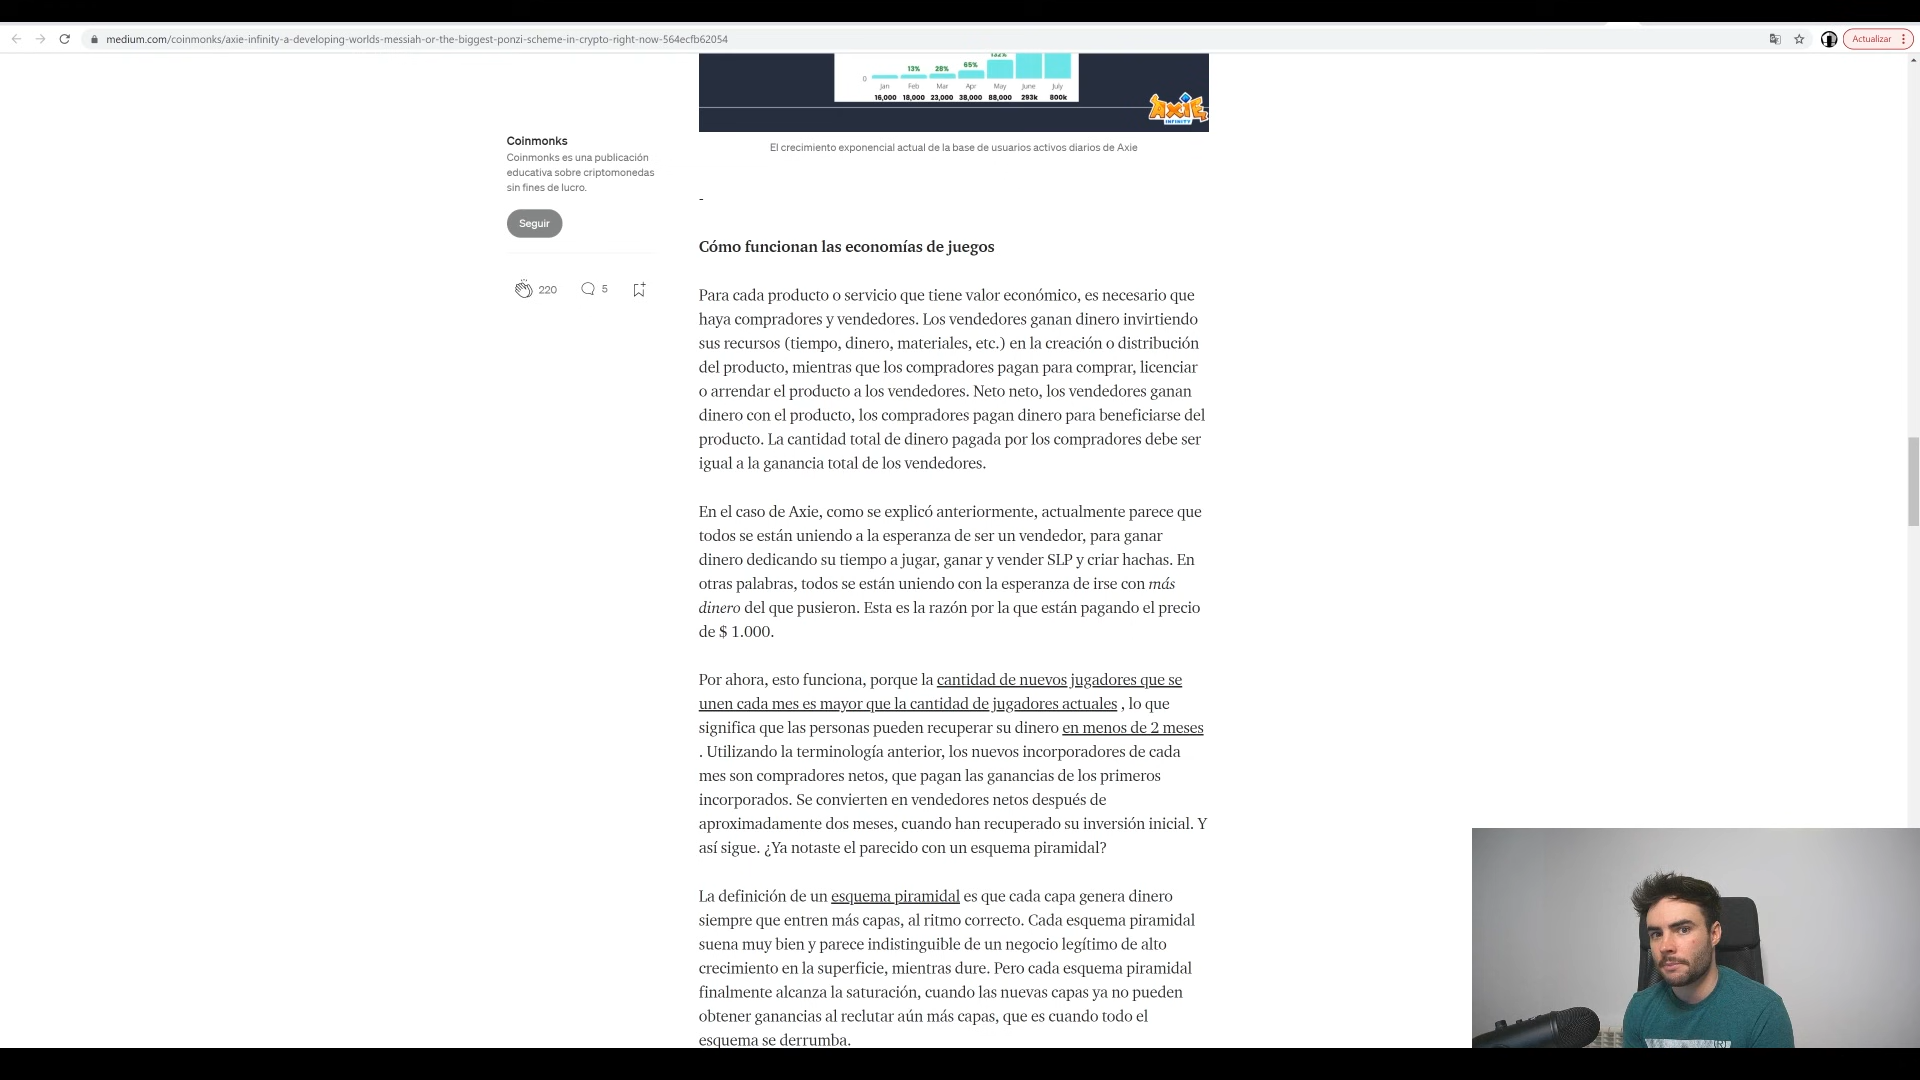 medium.com/coinmonks/axie-infinity-a-developing-worlds-messiah-or-the-biggest-ponzi-scheme-in-crypto-right-now-564ecfb62054
Actualizar
13% 28% 65% 132%
0
Jan Feb Mar Apr May June July
16,000 18,000 23,000 38,000 88,000 293k 800k
AXIE
INFINITY
El crecimiento exponencial actual de la base de usuarios activos diarios de Axie
Coinmonks
Coinmonks es una publicación
educativa sobre criptomonedas
sin fines de lucro.
Seguir
220 5
-
Cómo funcionan las economías de juegos
Para cada producto o servicio que tiene valor económico, es necesario que
haya compradores y vendedores. Los vendedores ganan dinero invirtiendo
sus recursos (tiempo, dinero, materiales, etc.) en la creación o distribución
del producto, mientras que los compradores pagan para comprar, licenciar
o arrendar el producto a los vendedores. Neto neto, los vendedores ganan
dinero con el producto, los compradores pagan dinero para beneficiarse del
producto. La cantidad total de dinero pagada por los compradores debe ser
igual a la ganancia total de los vendedores.
En el caso de Axie, como se explicó anteriormente, actualmente parece que
todos se están uniendo a la esperanza de ser un vendedor, para ganar
dinero dedicando su tiempo a jugar, ganar y vender SLP y criar hachas. En
otras palabras, todos se están uniendo con la esperanza de irse con más
dinero del que pusieron. Esta es la razón por la que están pagando el precio
de $ 1.000.
Por ahora, esto funciona, porque la cantidad de nuevos jugadores que se
unen cada mes es mayor que la cantidad de jugadores actuales , lo que
significa que las personas pueden recuperar su dinero en menos de 2 meses
. Utilizando la terminología anterior, los nuevos incorporadores de cada
mes son compradores netos, que pagan las ganancias de los primeros
incorporados. Se convierten en vendedores netos después de
aproximadamente dos meses, cuando han recuperado su inversión inicial. Y
así sigue. ¿Ya notaste el parecido con un esquema piramidal?
La definición de un esquema piramidal es que cada capa genera dinero
siempre que entren más capas, al ritmo correcto. Cada esquema piramidal
suena muy bien y parece indistinguible de un negocio legítimo de alto
crecimiento en la superficie, mientras dure. Pero cada esquema piramidal
finalmente alcanza la saturación, cuando las nuevas capas ya no pueden
obtener ganancias al reclutar aún más capas, que es cuando todo el
esquema se derrumba.